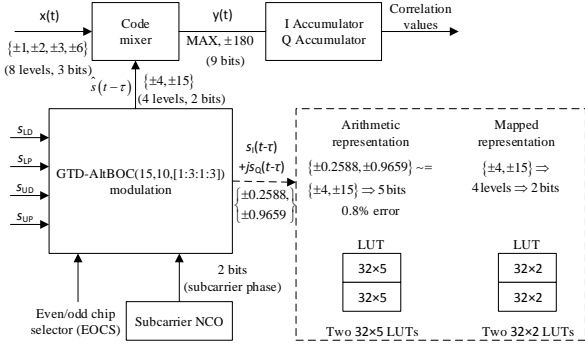 x(t)
{±1, ±2, ±3, ±6}
(8 levels, 3 bits)
Code
mixer
y(t)
MAX, ±180
(9 bits)
I Accumulator
Q Accumulator
Correlation
values
ŝ(t−τ)
{±4, ±15}
(4 levels, 2 bits)
sLD
sLP
sUD
sUP
GTD-AltBOC(15,10,[1:3:1:3])
modulation
sI(t-τ)
+jsQ(t-τ)
{±0.2588,
±0.9659}
Even/odd chip
selector (EOCS)
2 bits
(subcarrier phase)
Subcarrier NCO
Arithmetic
representation
{±0.2588, ±0.9659} ~=
{±4, ±15} ⇒ 5 bits
0.8% error
LUT
32×5
32×5
Two 32×5 LUTs
Mapped
representation
{±4, ±15} ⇒
4 levels ⇒ 2 bits
LUT
32×2
32×2
Two 32×2 LUTs